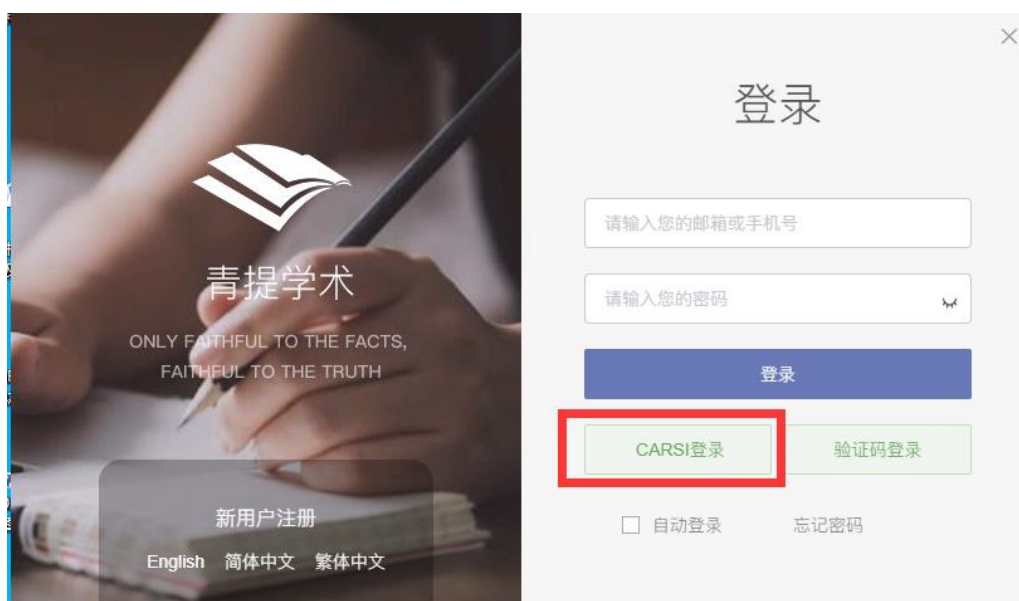 青提学术
ONLY FAITHFUL TO THE FACTS,
FAITHFUL TO THE TRUTH
新用户注册
English 简体中文 繁体中文
登录
请输入您的邮箱或手机号
请输入您的密码
登录
CARSI登录 验证码登录
自动登录 忘记密码